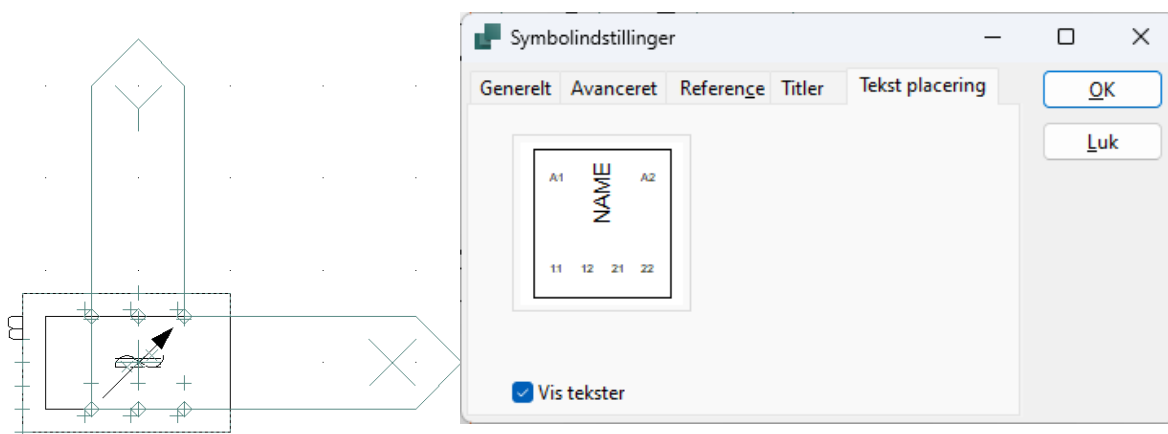 Symbolindstillinger
Generelt Avanceret Reference Titler Tekst placering
OK
Luk
A1 NAME A2
11 12 21 22
Vis tekster
Y
X